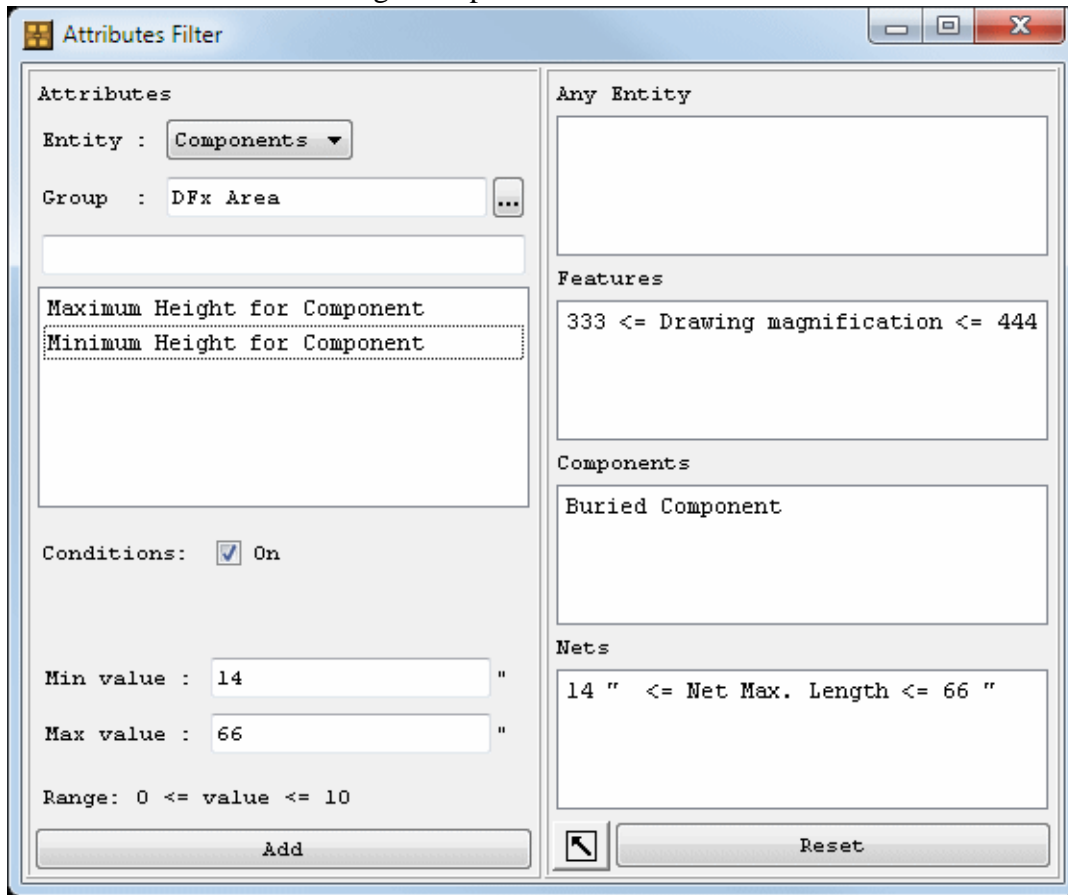 Attributes Filter
Attributes
Entity : Components
Group : DFx Area ...
Maximum Height for Component
Minimum Height for Component
Conditions: On
Min value : 14 "
Max value : 66 "
Range: 0 <= value <= 10
Add
Any Entity
Features
333 <= Drawing magnification <= 444
Components
Buried Component
Nets
14 " <= Net Max. Length <= 66 "
Reset